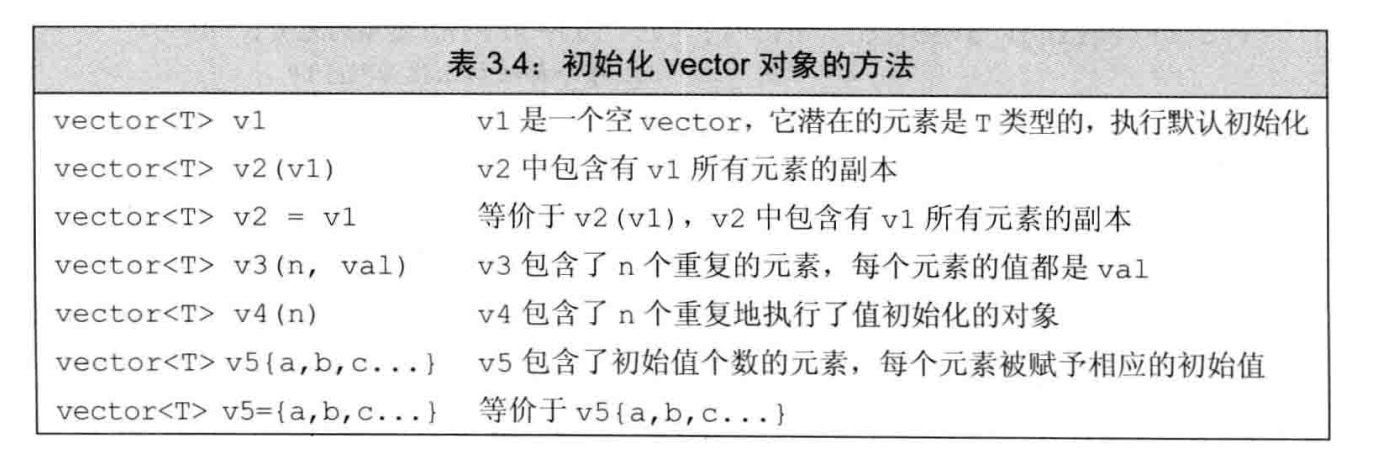 表 3.4：初始化 vector 对象的方法
vector<T> v1 v1 是一个空 vector，它潜在的元素是 T 类型的，执行默认初始化
vector<T> v2(v1) v2 中包含有 v1 所有元素的副本
vector<T> v2 = v1 等价于 v2(v1)，v2 中包含有 v1 所有元素的副本
vector<T> v3(n, val) v3 包含了 n 个重复的元素，每个元素的值都是 val
vector<T> v4(n) v4 包含了 n 个重复地执行了值初始化的对象
vector<T> v5{a,b,c...} v5 包含了初始值个数的元素，每个元素被赋予相应的初始值
vector<T> v5={a,b,c...} 等价于 v5{a,b,c...}